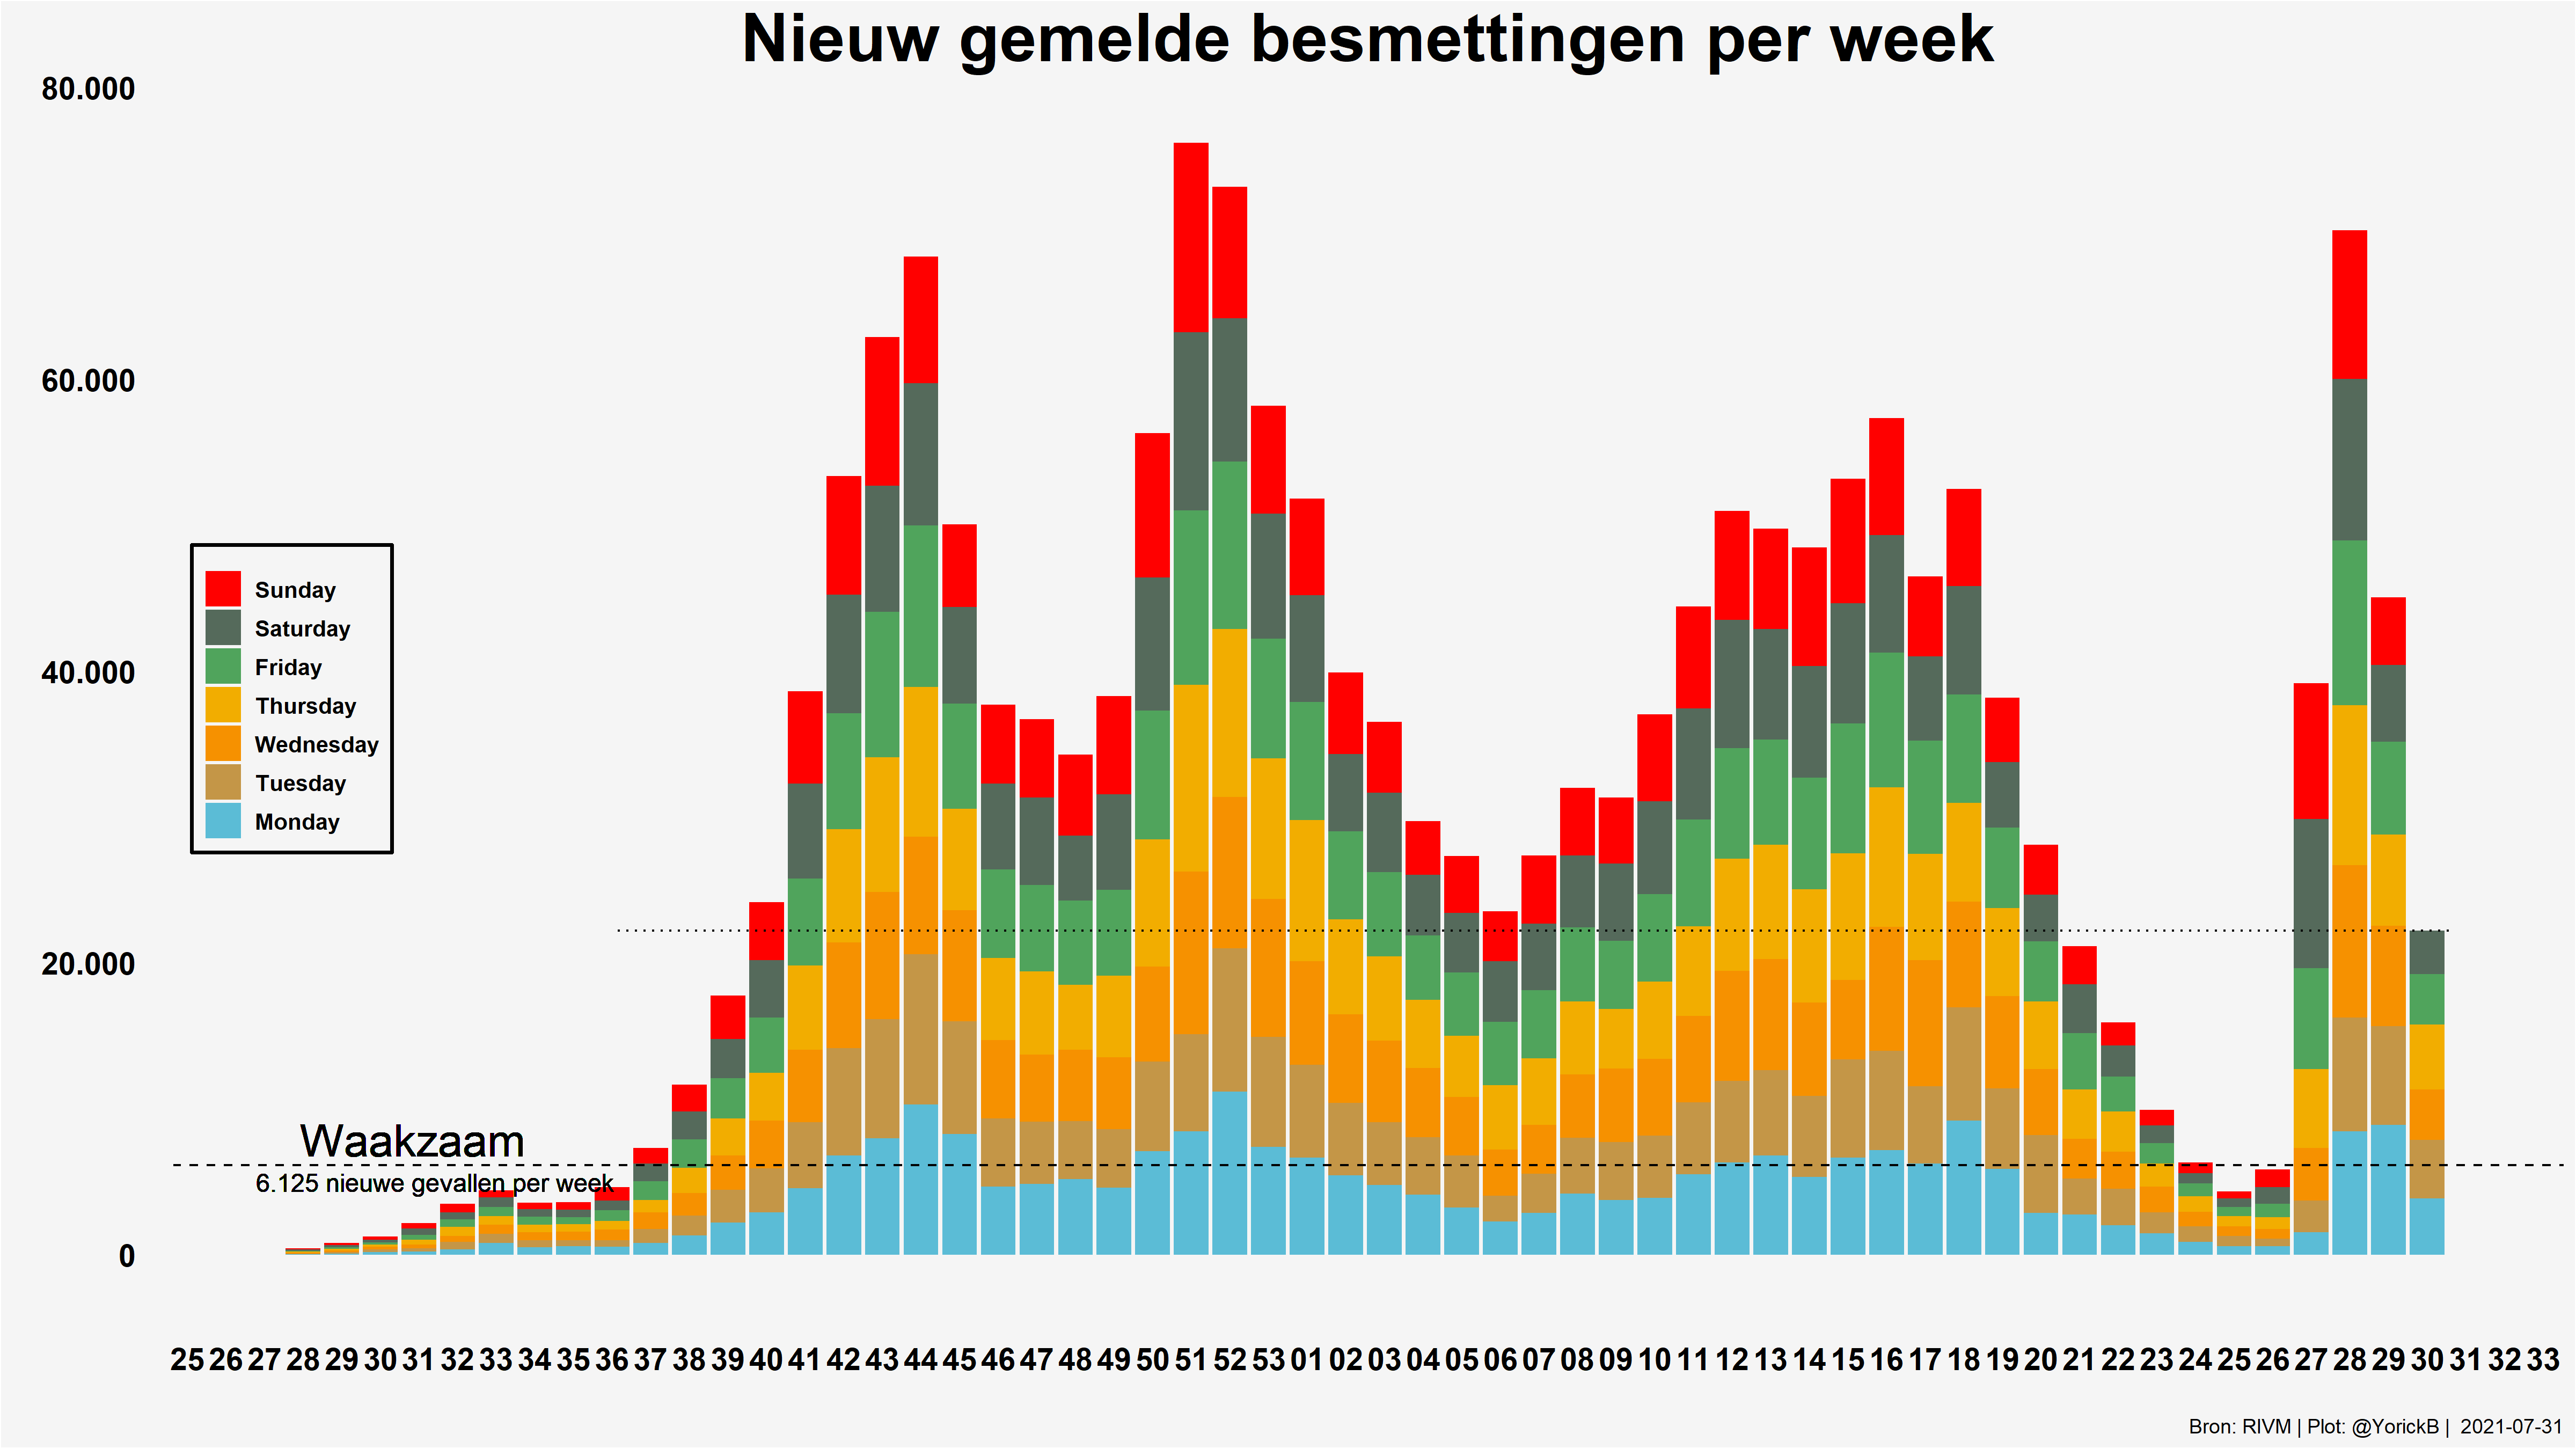 Nieuw gemelde besmettingen per week
80.000
60.000
40.000
20.000
0
Sunday
Saturday
Friday
Thursday
Wednesday
Tuesday
Monday
Waakzaam
6.125 nieuwe gevallen per week
25 26 27 28 29 30 31 32 33 34 35 36 37 38 39 40 41 42 43 44 45 46 47 48 49 50 51 52 53 01 02 03 04 05 06 07 08 09 10 11 12 13 14 15 16 17 18 19 20 21 22 23 24 25 26 27 28 29 30 31 32 33
Bron: RIVM | Plot: @YorickB | 2021-07-31